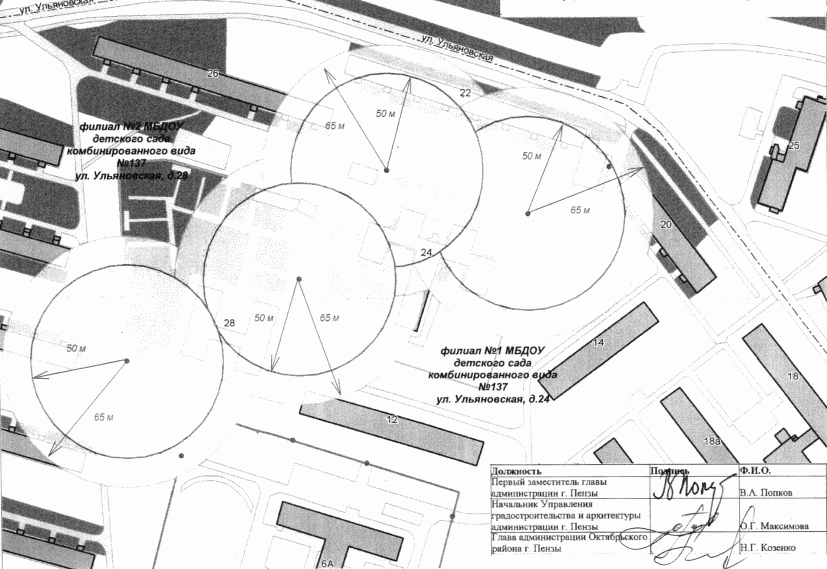 ул. Ульяновская
ул. Ульяновская
26
22
50 м
65 м
50 м
65 м
25
20
филиал №2 МБДОУ
детского сада
комбинированного вида
№137
ул. Ульяновская, д.28
24
28
50 м
65 м
50 м
65 м
филиал №1 МБДОУ
детского сада
комбинированного вида
№137
ул. Ульяновская, д.24
14
18
12
18а
6А
Должность Подпись Ф.И.О.
Первый заместитель главы
администрации г. Пензы В.А. Попков
Начальник Управления
градостроительства и архитектуры
администрации г. Пензы О.Г. Максимова
Глава администрации Октябрьского
района г. Пензы Н.Г. Козенко